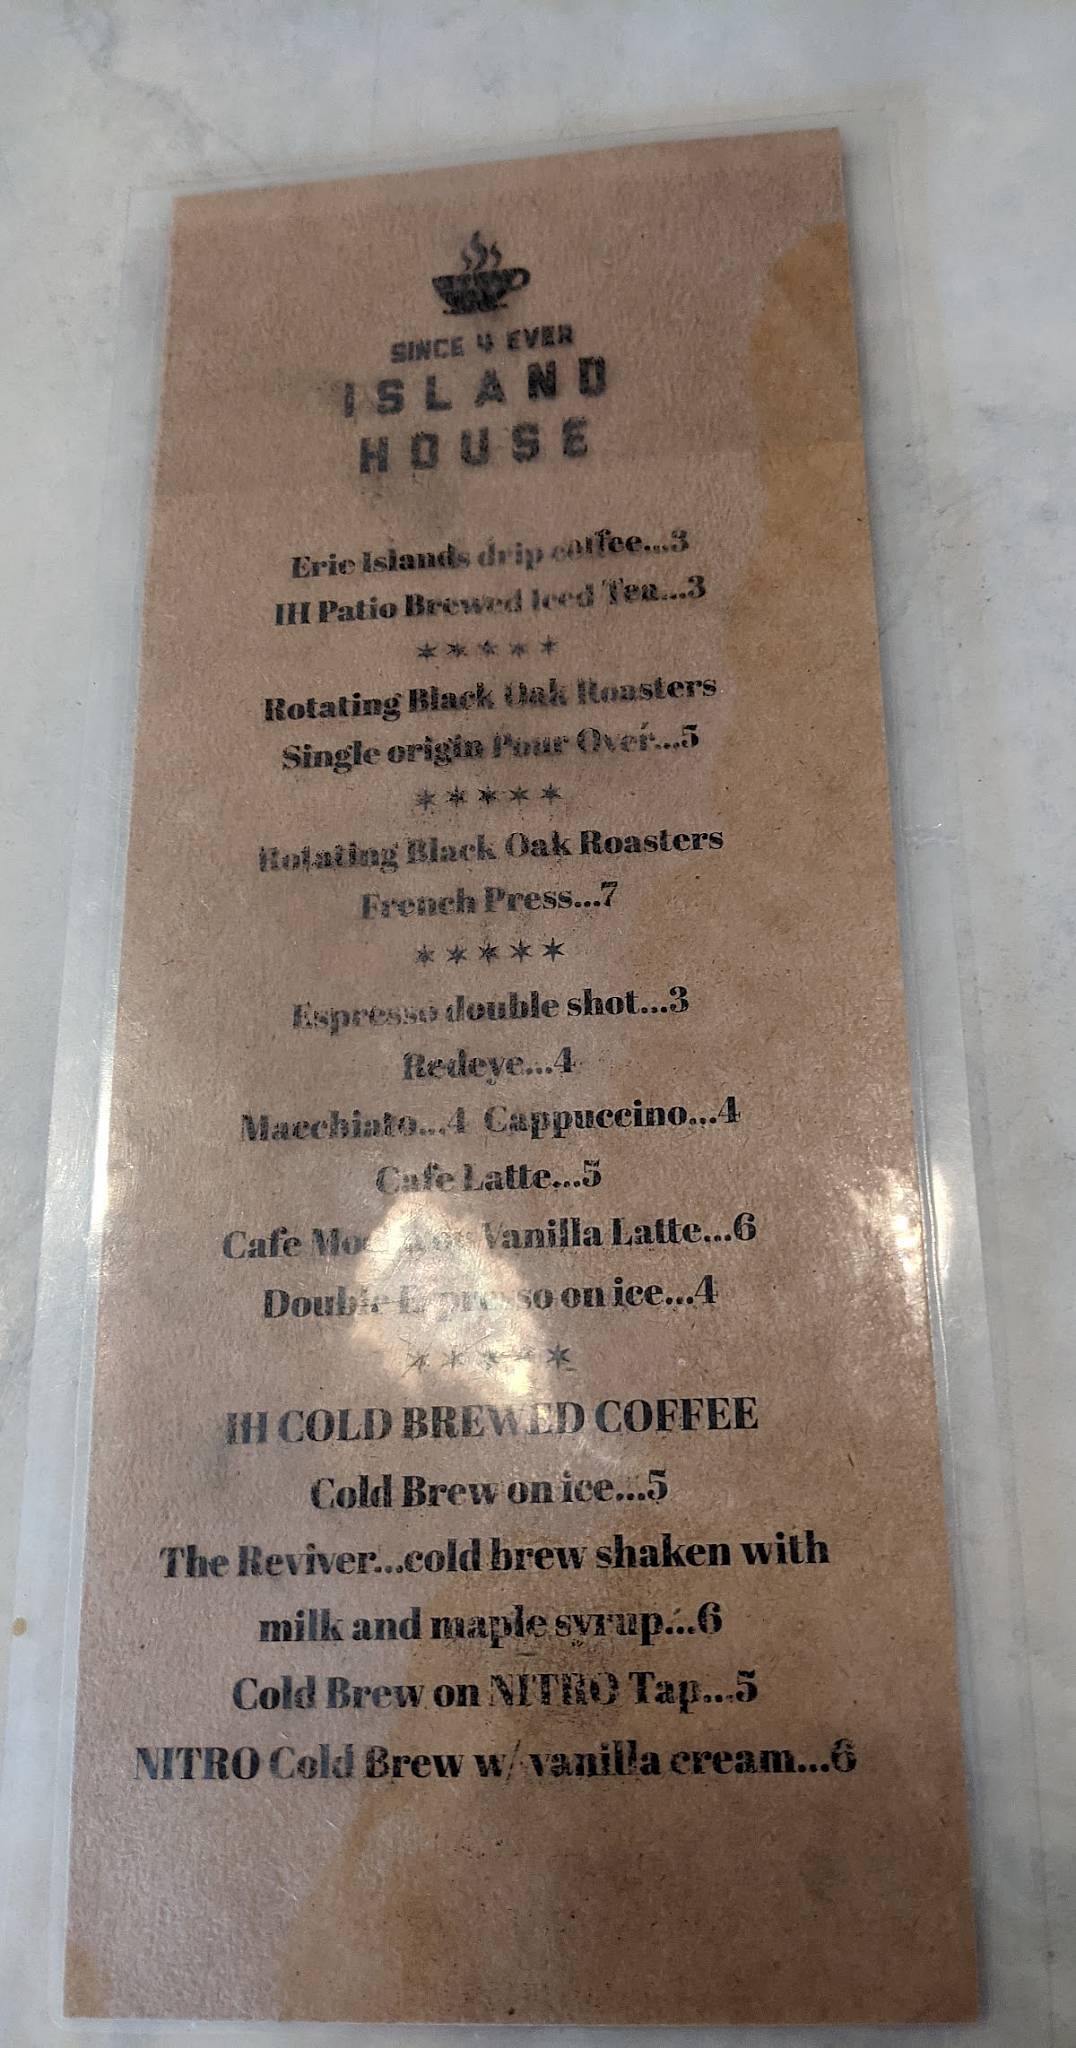 SINCE 4 EVER
ISLAND
HOUSE
Erie Islands drip coffee...3
IH Patio Brewed Iced Tea...3
*****
Rotating Black Oak Roasters
Single origin Pour Over...5
*****
Rotating Black Oak Roasters
French Press...7
*****
Espresso double shot...3
Redeye...4
Macchiato...4 Cappuccino...4
Cafe Latte...5
Cafe Mocha or Vanilla Latte...6
Double Espresso on ice...4
*****
IH COLD BREWED COFFEE
Cold Brew on ice...5
The Reviver...cold brew shaken with
milk and maple syrup...6
Cold Brew on NITRO Tap...5
NITRO Cold Brew w/ vanilla cream...6